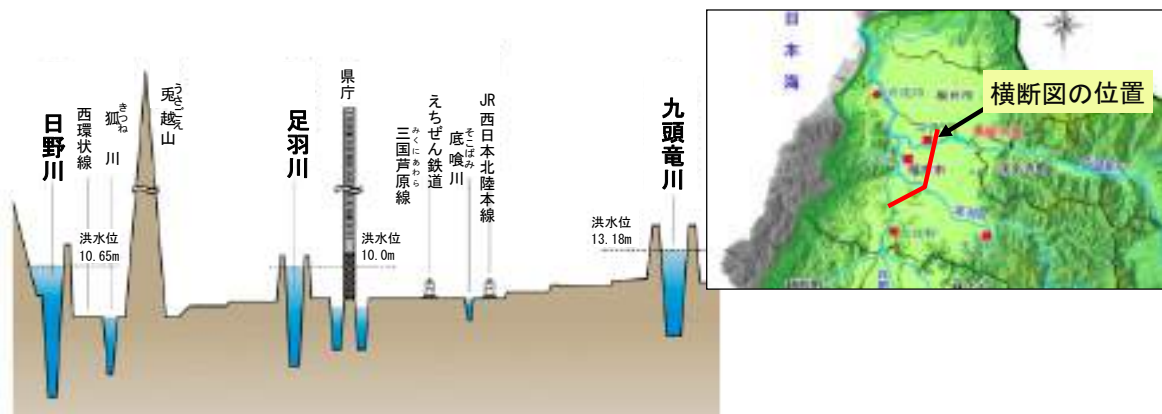 日野川
西環状線
狐川
きつね
兎越山
うさごえ
洪水位
10.65m
足羽川
県庁
洪水位
10.0m
えちぜん鉄道
三国芦原線
みくにあわら
底喰川
そこばみ
JR西日本北陸本線
九頭竜川
洪水位
13.18m
日本海
横断図の位置